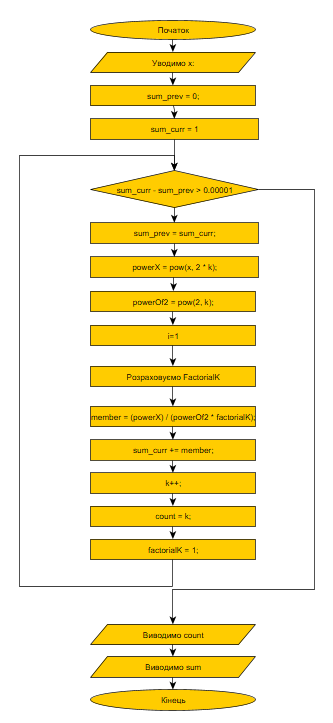 Початок
Уводимо x:
sum_prev = 0;
sum_curr = 1
sum_curr - sum_prev > 0.00001
sum_prev = sum_curr;
powerX = pow(x, 2 * k);
powerOf2 = pow(2, k);
i=1
Розраховуємо FactorialK
member = (powerX) / (powerOf2 * factorialK);
sum_curr += member;
k++;
count = k;
factorialK = 1;
Виводимо count
Виводимо sum
Кінець